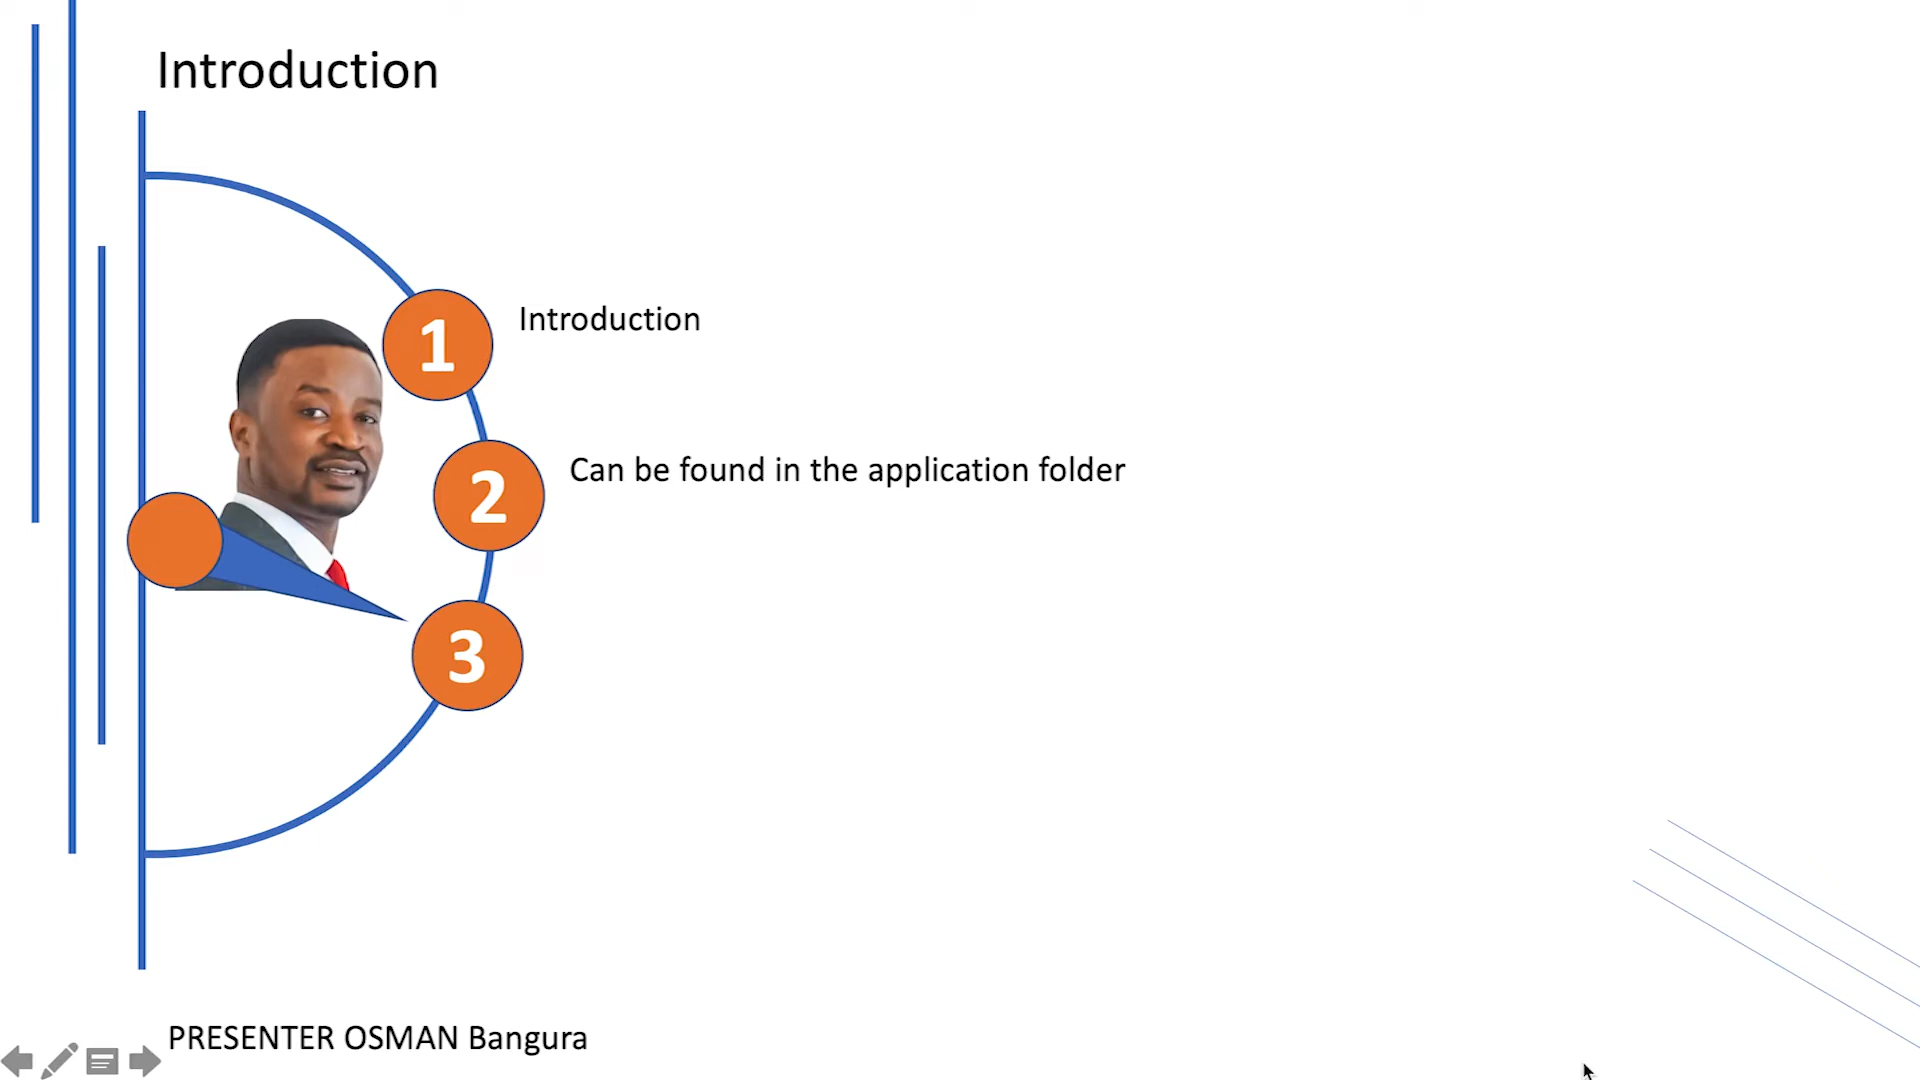 Introduction
1
Introduction
2
Can be found in the application folder
3
PRESENTER OSMAN Bangura